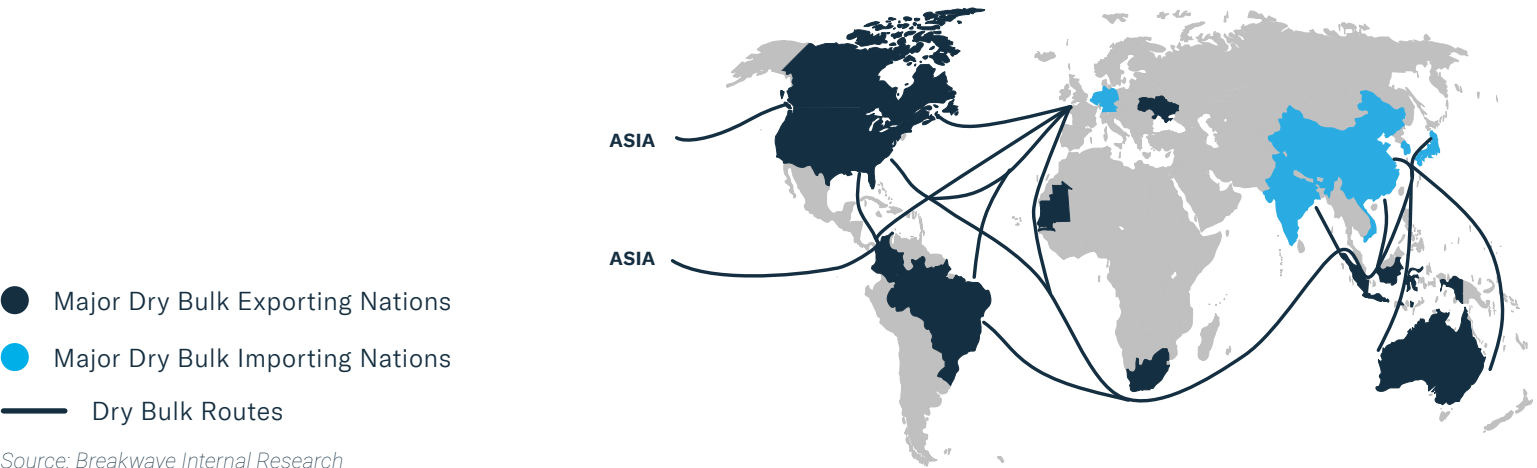 ASIA
ASIA
Major Dry Bulk Exporting Nations
Major Dry Bulk Importing Nations
Dry Bulk Routes
Source: Breakwave Internal Research